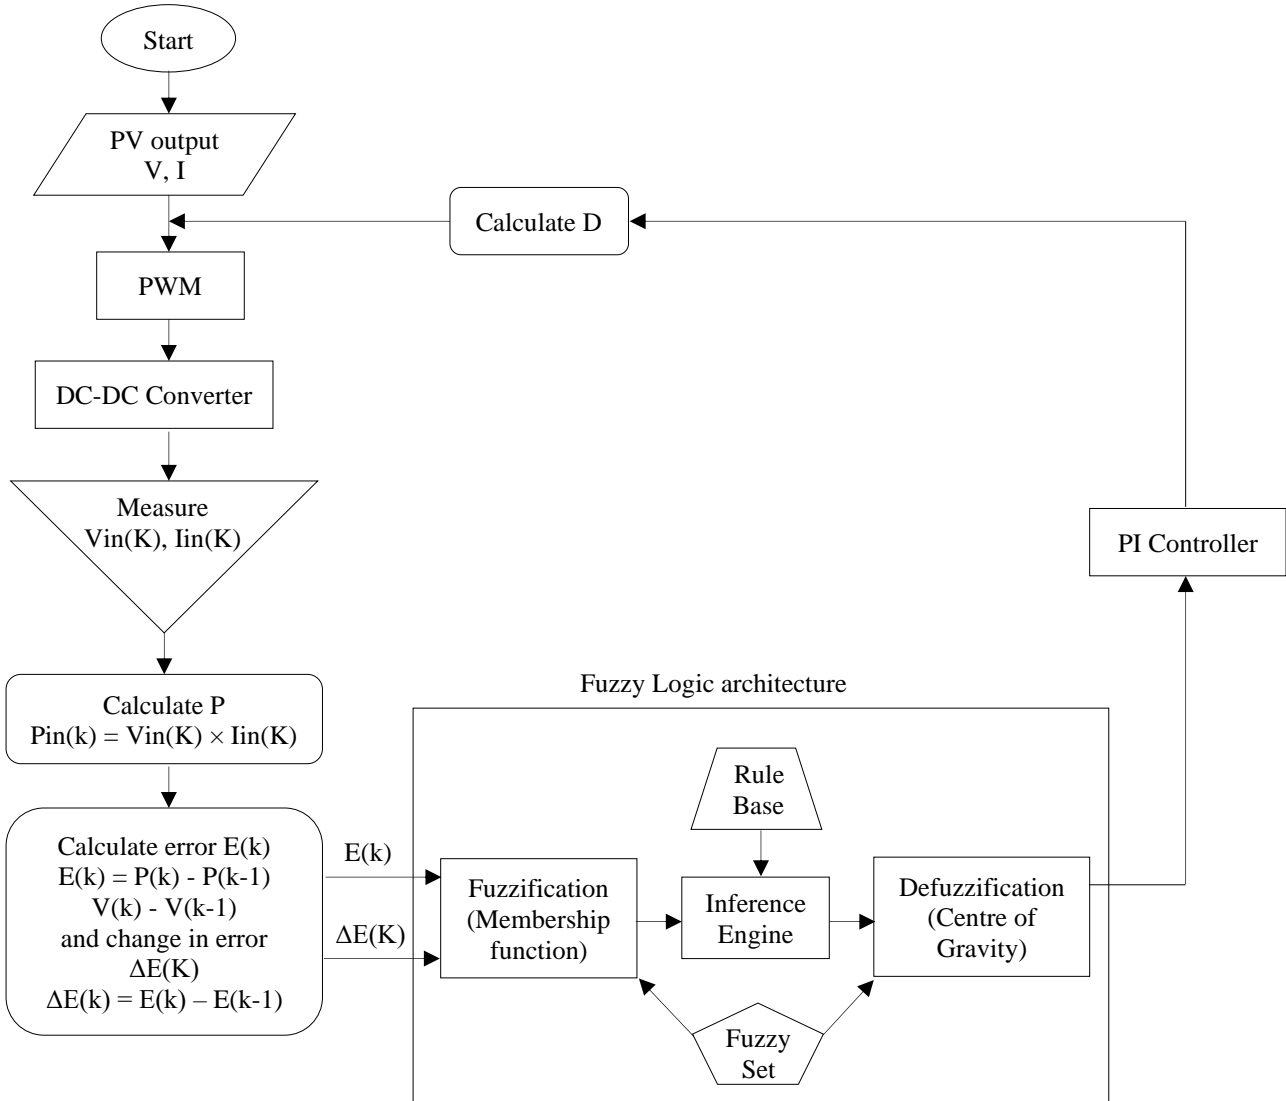 Start
PV output
V, I
Calculate D
PWM
DC-DC Converter
Measure
Vin(K), Iin(K)
PI Controller
Calculate P
Pin(k) = Vin(K) × Iin(K)
Fuzzy Logic architecture
Calculate error E(k)
E(k) = P(k) - P(k-1)
V(k) - V(k-1)
and change in error
ΔE(K)
ΔE(k) = E(k) – E(k-1)
E(k)
ΔE(K)
Fuzzification
(Membership
function)
Rule
Base
Inference
Engine
Defuzzification
(Centre of
Gravity)
Fuzzy
Set